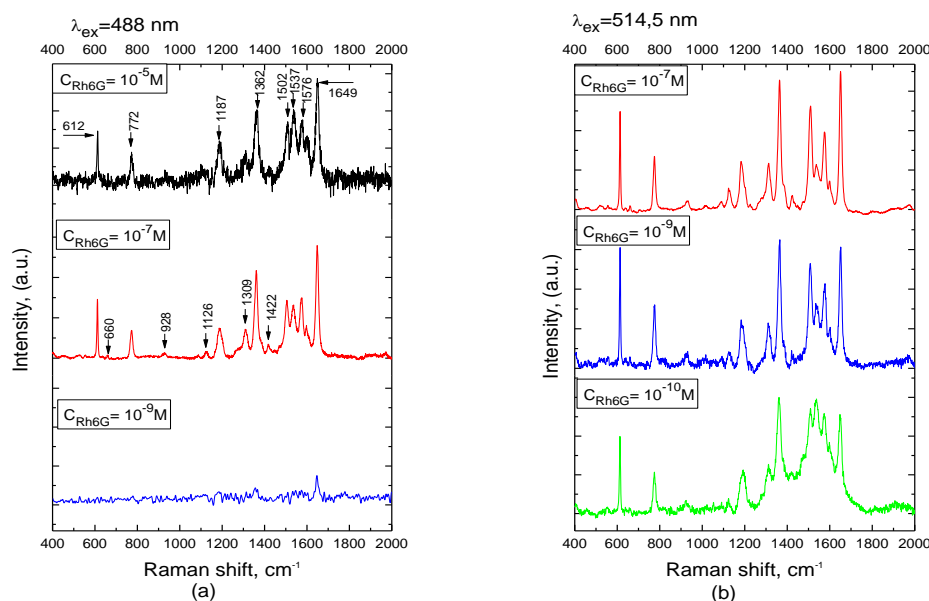 λex=488 nm
400 600 800 1000 1200 1400 1600 1800 2000
CRh6G= 10-5M
612
772
1187
1362
1502
1537
1576
1649
CRh6G= 10-7M
660
928
1126
1309
1422
CRh6G= 10-9M
Intensity, (a.u.)
400 600 800 1000 1200 1400 1600 1800 2000
Raman shift, cm-1
(a)
λex=514,5 nm
400 600 800 1000 1200 1400 1600 1800 2000
CRh6G= 10-7M
CRh6G= 10-9M
CRh6G= 10-10M
Intensity, (a.u.)
400 600 800 1000 1200 1400 1600 1800 2000
Raman shift, cm-1
(b)